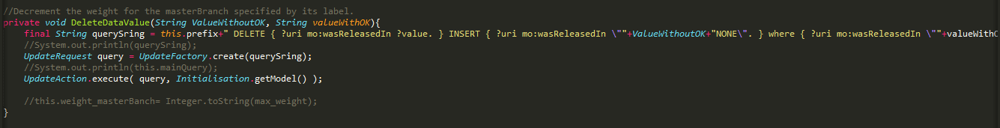 //Decrement the weight for the masterBranch specified by its label.
private void DeleteDataValue(String ValueWithoutOK, String valueWithOK){
final String querySring = this.prefix+" DELETE { ?uri mo:wasReleasedIn ?value. } INSERT { ?uri mo:wasReleasedIn \""+ValueWithoutOK+"NONE\". } where { ?uri mo:wasReleasedIn \""+valueWith
//System.out.println(querySring);
UpdateRequest query = UpdateFactory.create(querySring);
//System.out.println(this.mainQuery);
UpdateAction.execute( query, Initialisation.getModel() );
//this.weight_masterBanch= Integer.toString(max_weight);
}